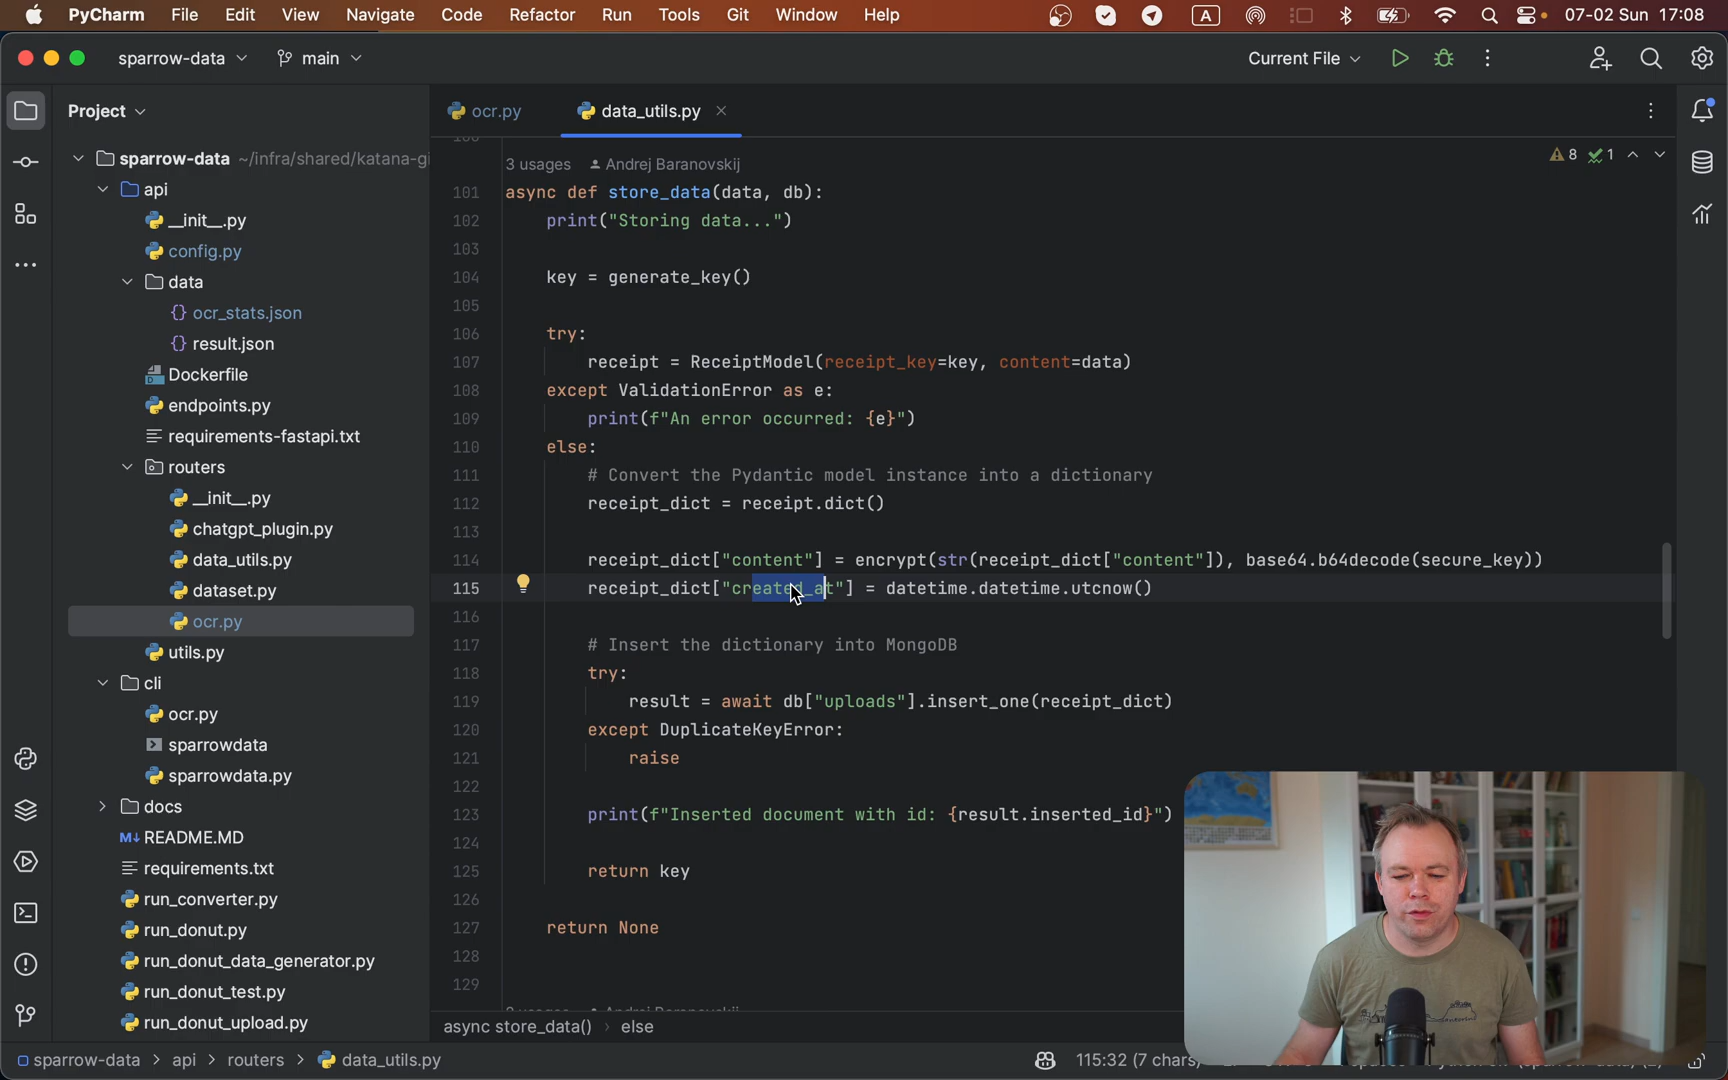 PyCharm File Edit View Navigate Code Refactor Run Tools Git Window Help A 07-02 Sun 17:08
sparrow-data main Current File
Project
ocr.py data_utils.py
sparrow-data ~/infra/shared/katana-gi
api
__init__.py
config.py
data
ocr_stats.json
result.json
Dockerfile
endpoints.py
requirements-fastapi.txt
routers
__init__.py
chatgpt_plugin.py
data_utils.py
dataset.py
ocr.py
utils.py
cli
ocr.py
sparrowdata
sparrowdata.py
docs
README.MD
requirements.txt
run_converter.py
run_donut.py
run_donut_data_generator.py
run_donut_test.py
run_donut_upload.py
8 1
3 usages Andrej Baranovskij
101 async def store_data(data, db):
102 print("Storing data...")
103
104 key = generate_key()
105
106 try:
107 receipt = ReceiptModel(receipt_key=key, content=data)
108 except ValidationError as e:
109 print(f"An error occurred: {e}")
110 else:
111 # Convert the Pydantic model instance into a dictionary
112 receipt_dict = receipt.dict()
113
114 receipt_dict["content"] = encrypt(str(receipt_dict["content"]), base64.b64decode(secure_key))
115 receipt_dict["created_at"] = datetime.datetime.utcnow()
116
117 # Insert the dictionary into MongoDB
118 try:
119 result = await db["uploads"].insert_one(receipt_dict)
120 except DuplicateKeyError:
121 raise
122
123 print(f"Inserted document with id: {result.inserted_id}")
124
125 return key
126
127 return None
128
129
async store_data() › else
sparrow-data › api › routers › data_utils.py 115:32 (7 chars)